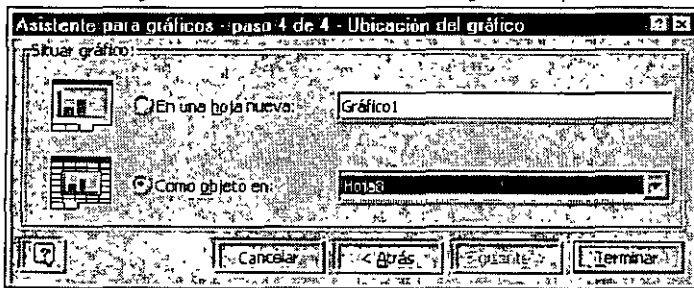 Asistente para gráficos - paso 4 de 4 - Ubicación del gráfico
Situar gráfico:
En una hoja nueva:
Gráfico1
Como objeto en:
Hoja8
Cancelar
< Atrás
Terminar